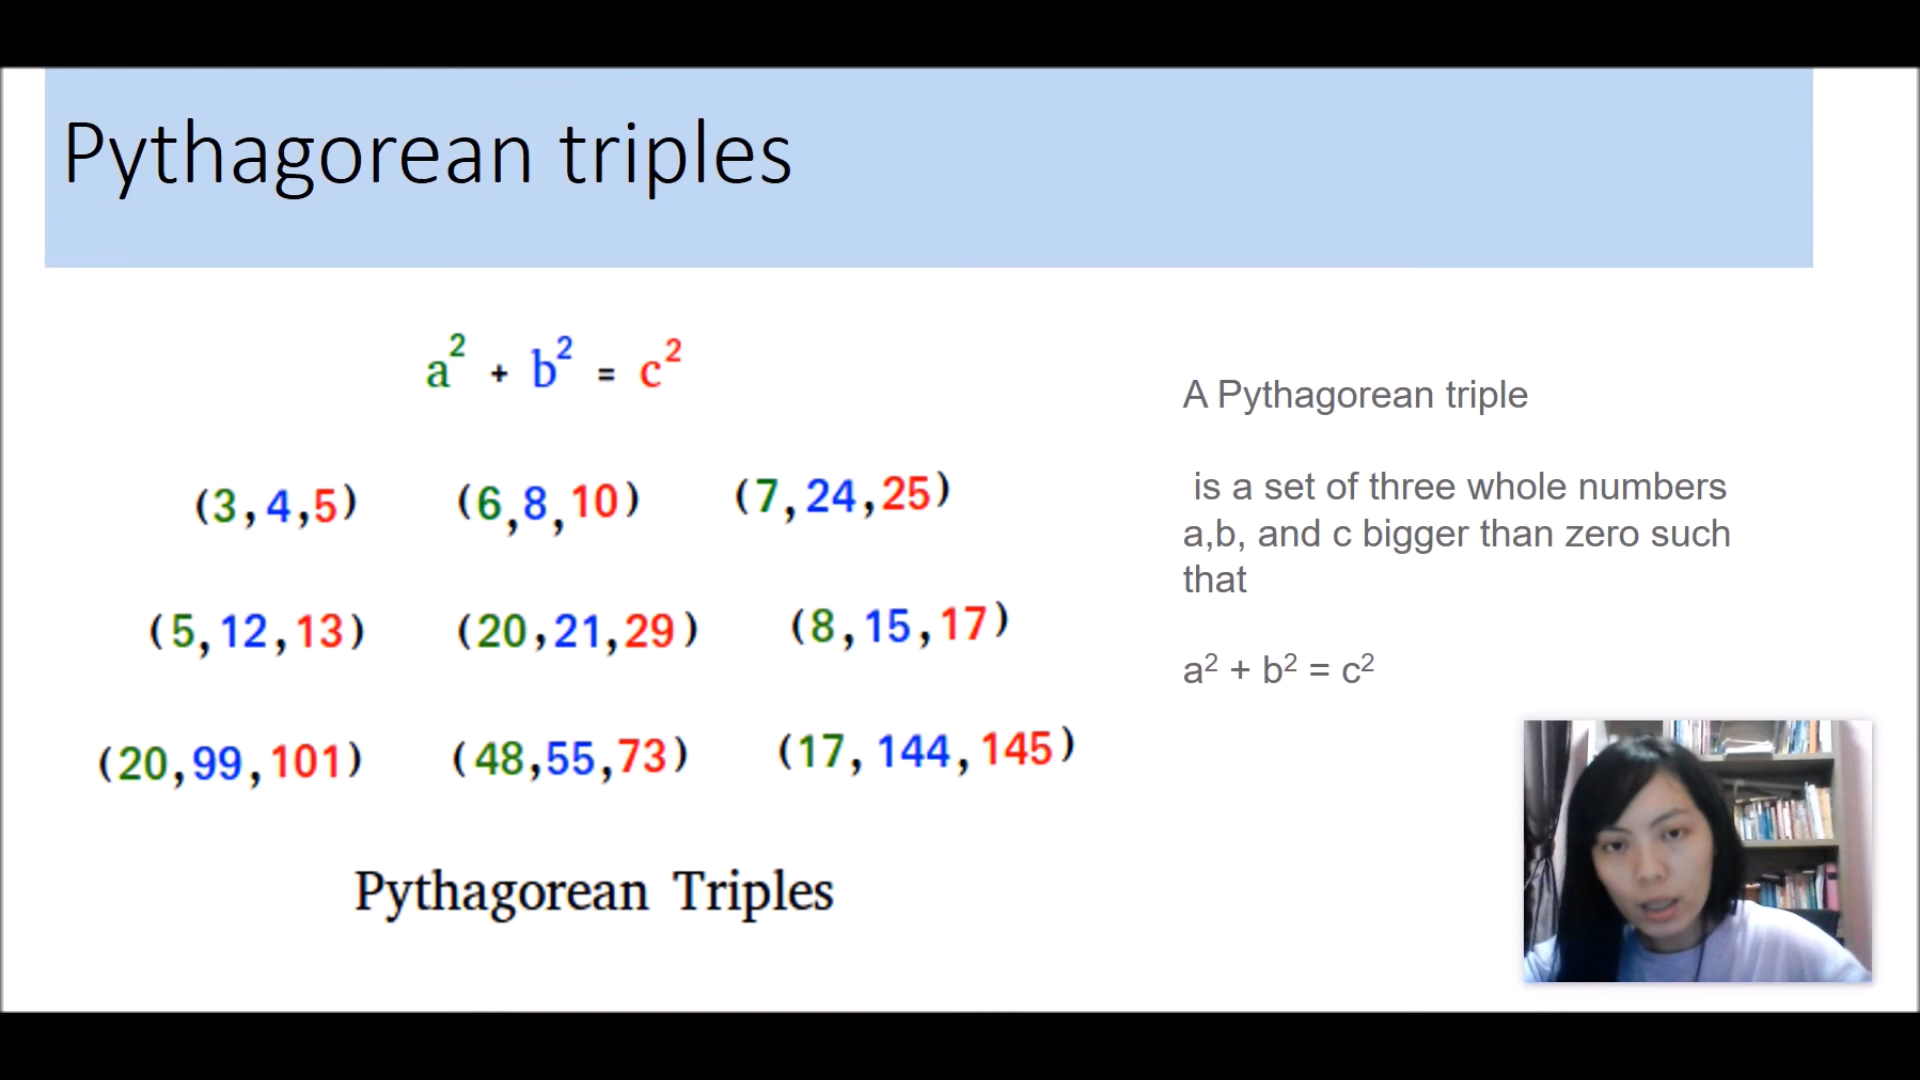 Pythagorean triples
a² + b² = c²
(3,4,5) (6,8,10) (7,24,25)
(5,12,13) (20,21,29) (8,15,17)
(20,99,101) (48,55,73) (17,144,145)
Pythagorean Triples
A Pythagorean triple
is a set of three whole numbers
a,b, and c bigger than zero such
that
a² + b² = c²